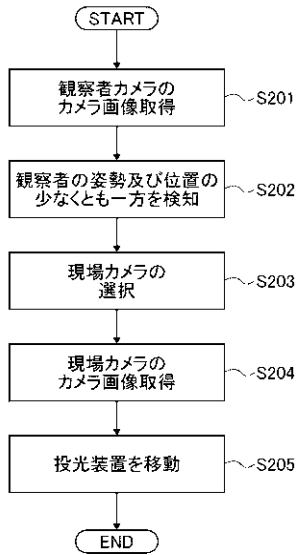 START
観察者カメラの
カメラ画像取得
S201
観察者の姿勢及び位置の
少なくとも一方を検知
S202
現場カメラの
選択
S203
現場カメラの
カメラ画像取得
S204
投光装置を移動
S205
END